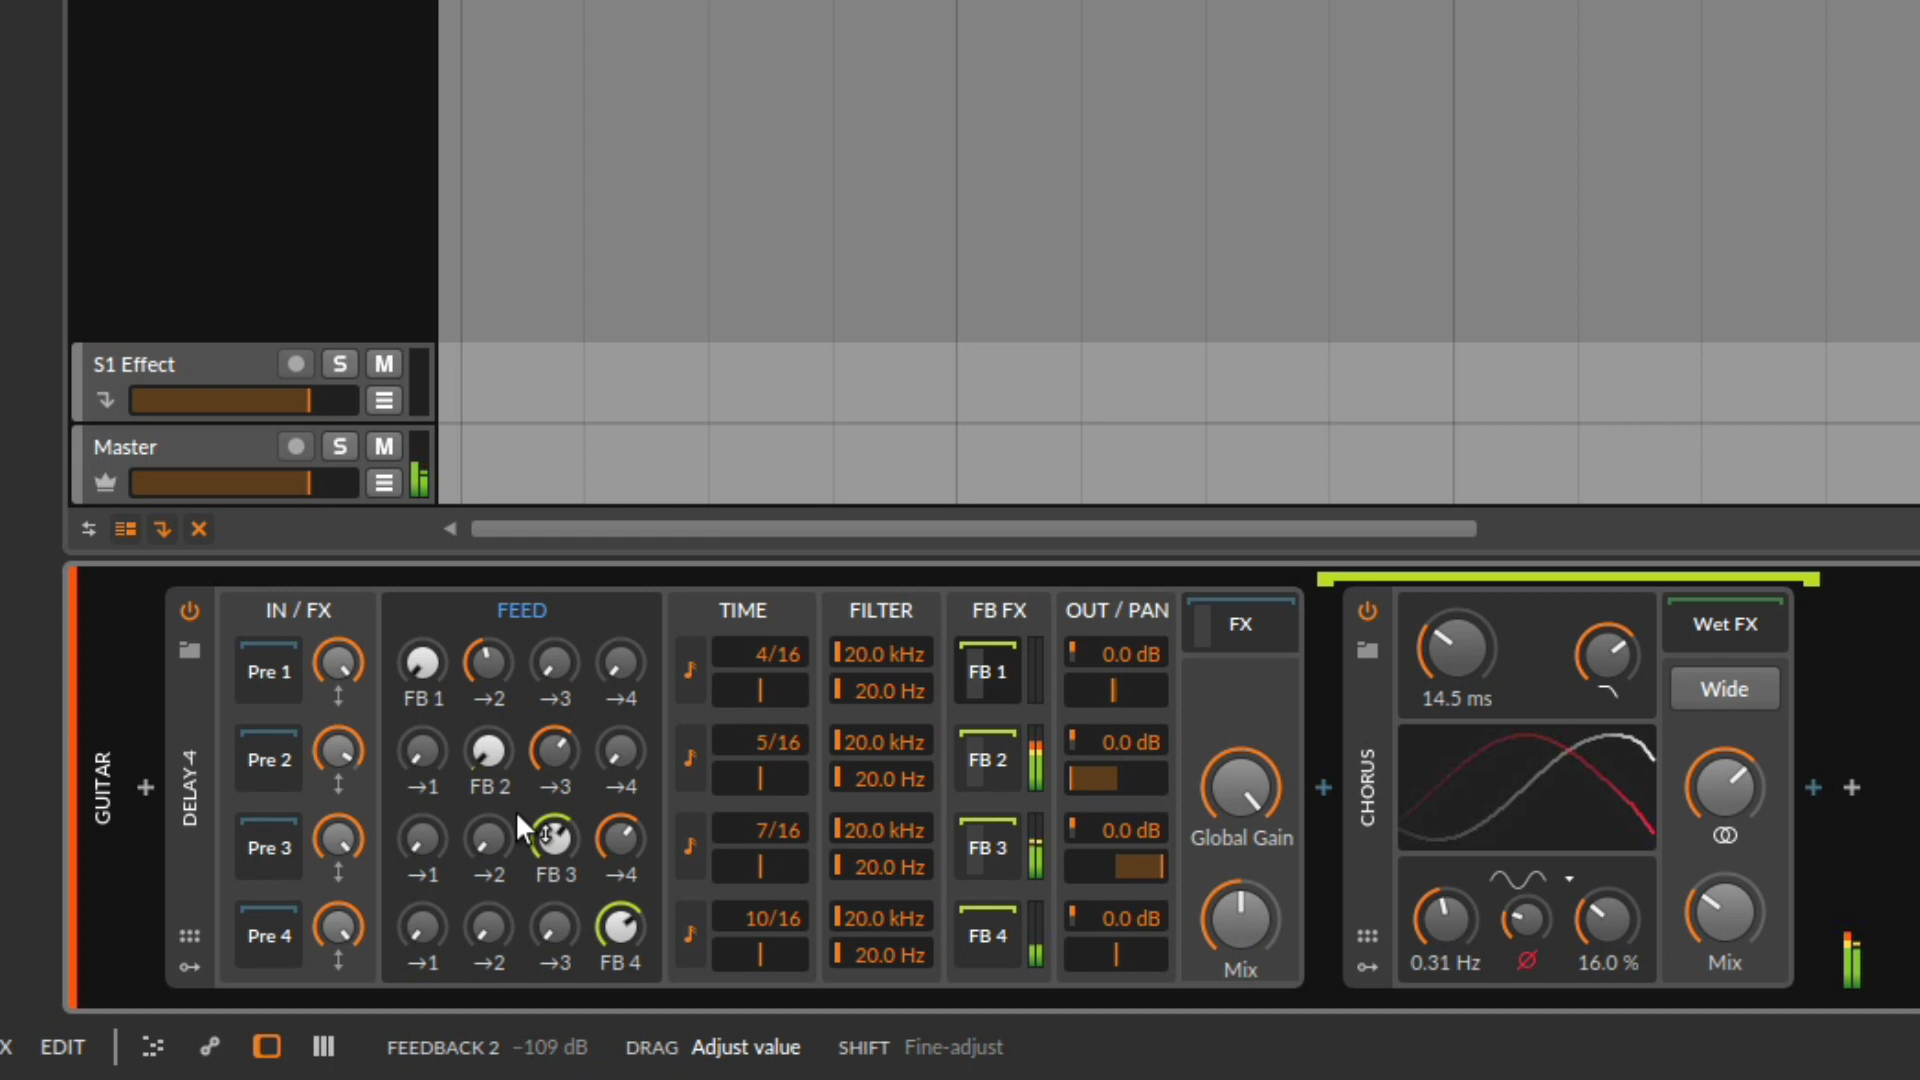 S1 Effect S M
Master S M
GUITAR
DELAY-4
IN / FX FEED TIME FILTER FB FX OUT / PAN FX
Pre 1 FB 1 →2 →3 →4 4/16 20.0 kHz 20.0 Hz FB 1 0.0 dB
Pre 2 →1 FB 2 →3 →4 5/16 20.0 kHz 20.0 Hz FB 2 0.0 dB
Pre 3 →1 →2 FB 3 →4 7/16 20.0 kHz 20.0 Hz FB 3 0.0 dB
Pre 4 →1 →2 →3 FB 4 10/16 20.0 kHz 20.0 Hz FB 4 0.0 dB
Global Gain
Mix
CHORUS
14.5 ms
0.31 Hz 16.0 %
Wet FX
Wide
Mix
X EDIT FEEDBACK 2 −109 dB DRAG Adjust value SHIFT Fine-adjust